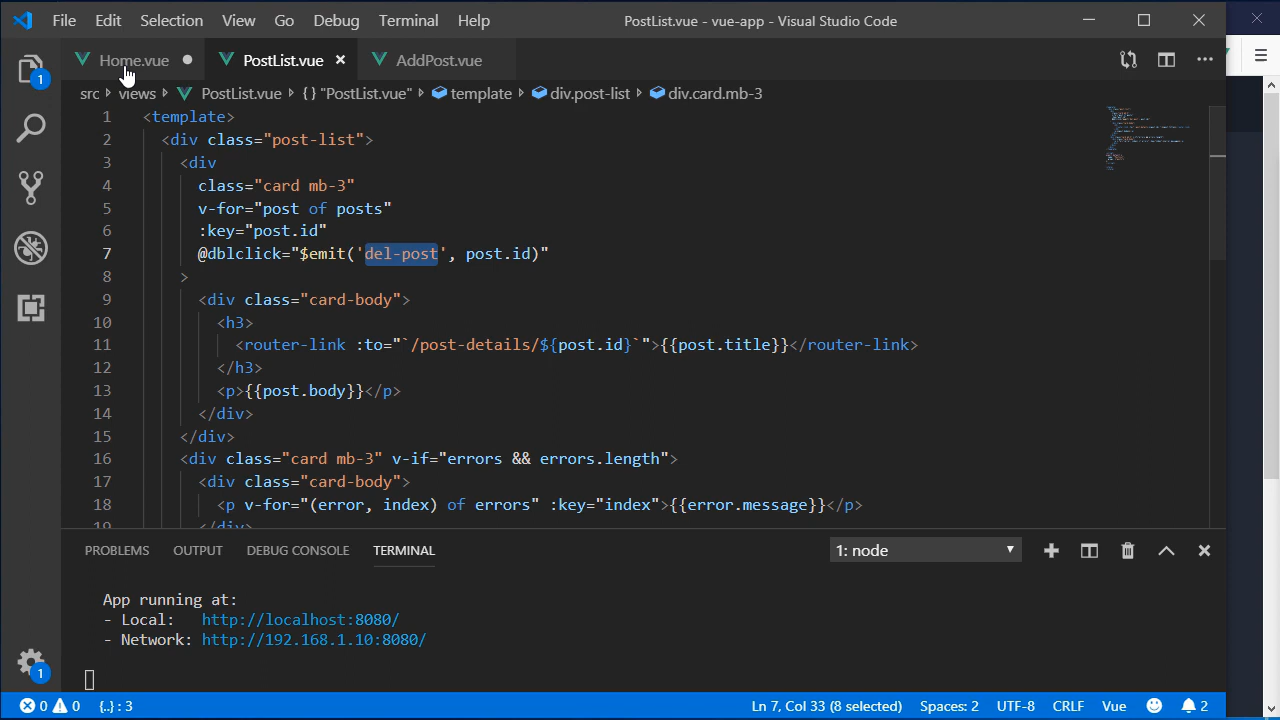 File Edit Selection View Go Debug Terminal Help PostList.vue - vue-app - Visual Studio Code
Home.vue PostList.vue AddPost.vue
src views PostList.vue {} "PostList.vue" template div.post-list div.card.mb-3
1 <template>
2 <div class="post-list">
3 <div
4 class="card mb-3"
5 v-for="post of posts"
6 :key="post.id"
7 @dblclick="$emit('del-post', post.id)"
8 >
9 <div class="card-body">
10 <h3>
11 <router-link :to="`/post-details/${post.id}`">{{post.title}}</router-link>
12 </h3>
13 <p>{{post.body}}</p>
14 </div>
15 </div>
16 <div class="card mb-3" v-if="errors && errors.length">
17 <div class="card-body">
18 <p v-for="(error, index) of errors" :key="index">{{error.message}}</p>
19 </div>
1
PROBLEMS OUTPUT DEBUG CONSOLE TERMINAL 1: node
App running at:
- Local: http://localhost:8080/
- Network: http://192.168.1.10:8080/
1
0 0 {..} : 3 Ln 7, Col 33 (8 selected) Spaces: 2 UTF-8 CRLF Vue 2